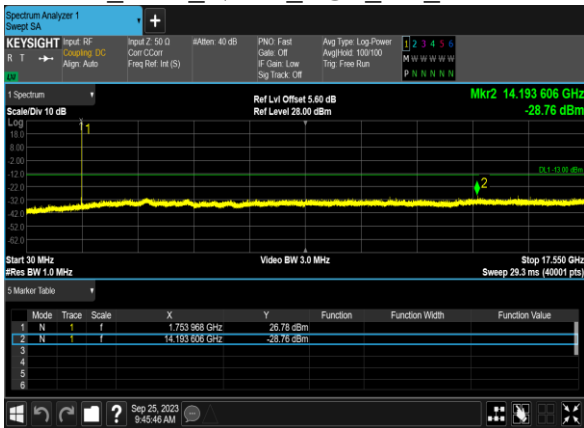 Spectrum Analyzer 1
Swept SA
+
KEYSIGHT Input: RF Input Z: 50 Ω #Atten: 40 dB PNO: Fast Avg Type: Log-Power 1 2 3 4 5 6
R T Coupling: DC Corr CCorr Gate: Off Avg|Hold: 100/100 M W W W W W
Align: Auto Freq Ref: Int (S) IF Gain: Low Trig: Free Run
LV Sig Track: Off P N N N N N
1 Spectrum Ref Lvl Offset 5.60 dB Mkr2 14.193 606 GHz
Scale/Div 10 dB Ref Level 28.00 dBm -28.76 dBm
Log
18.0 1
8.00
-2.00
-12.0 DL1 -13.00 dBm
-22.0 2
-32.0
-42.0
-52.0
-62.0
Start 30 MHz Video BW 3.0 MHz Stop 17.550 GHz
#Res BW 1.0 MHz Sweep 29.3 ms (40001 pts)
5 Marker Table
Mode Trace Scale X Y Function Function Width Function Value
1 N 1 f 1.753 968 GHz 26.78 dBm
2 N 1 f 14.193 606 GHz -28.76 dBm
3
4
5
6
? Sep 25, 2023
9:45:46 AM